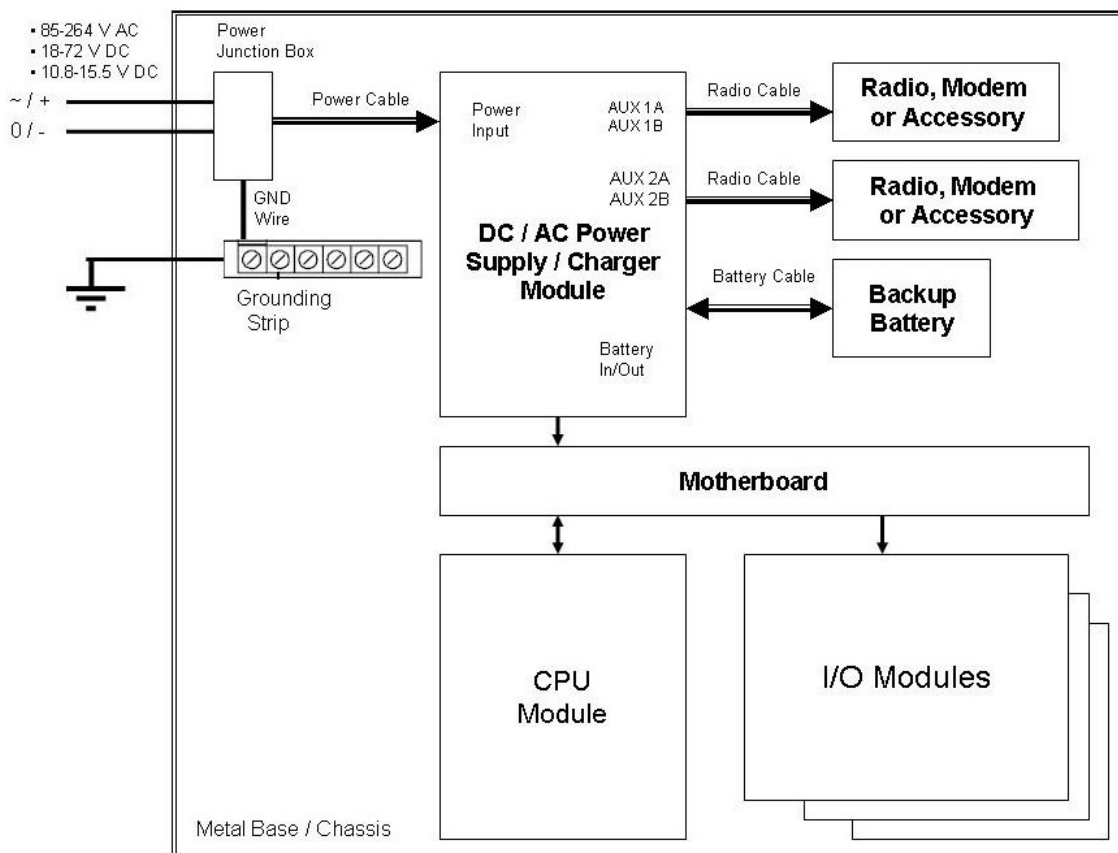 ▪ 85-264 V AC
▪ 18-72 V DC
▪ 10.8-15.5 V DC
~ / +
0 / -
Power
Junction Box
Power Cable
GND
Wire
Grounding
Strip
Power
Input
AUX 1A
AUX 1B
AUX 2A
AUX 2B
DC / AC Power
Supply / Charger
Module
Battery
In/Out
Radio Cable
Radio, Modem
or Accessory
Radio Cable
Radio, Modem
or Accessory
Battery Cable
Backup
Battery
Motherboard
CPU
Module
I/O Modules
Metal Base / Chassis